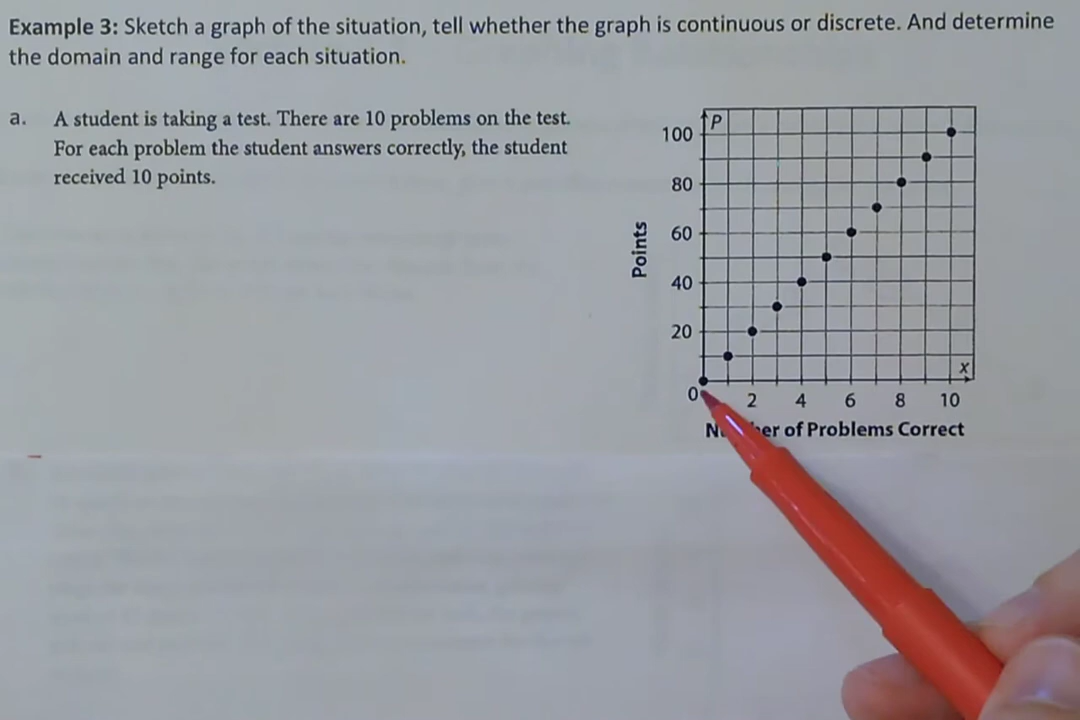 Example 3: Sketch a graph of the situation, tell whether the graph is continuous or discrete. And determine
the domain and range for each situation.
a. A student is taking a test. There are 10 problems on the test.
For each problem the student answers correctly, the student
received 10 points.
P
100
80
60
40
20
0
Points
x
2 4 6 8 10
of Problems Correct